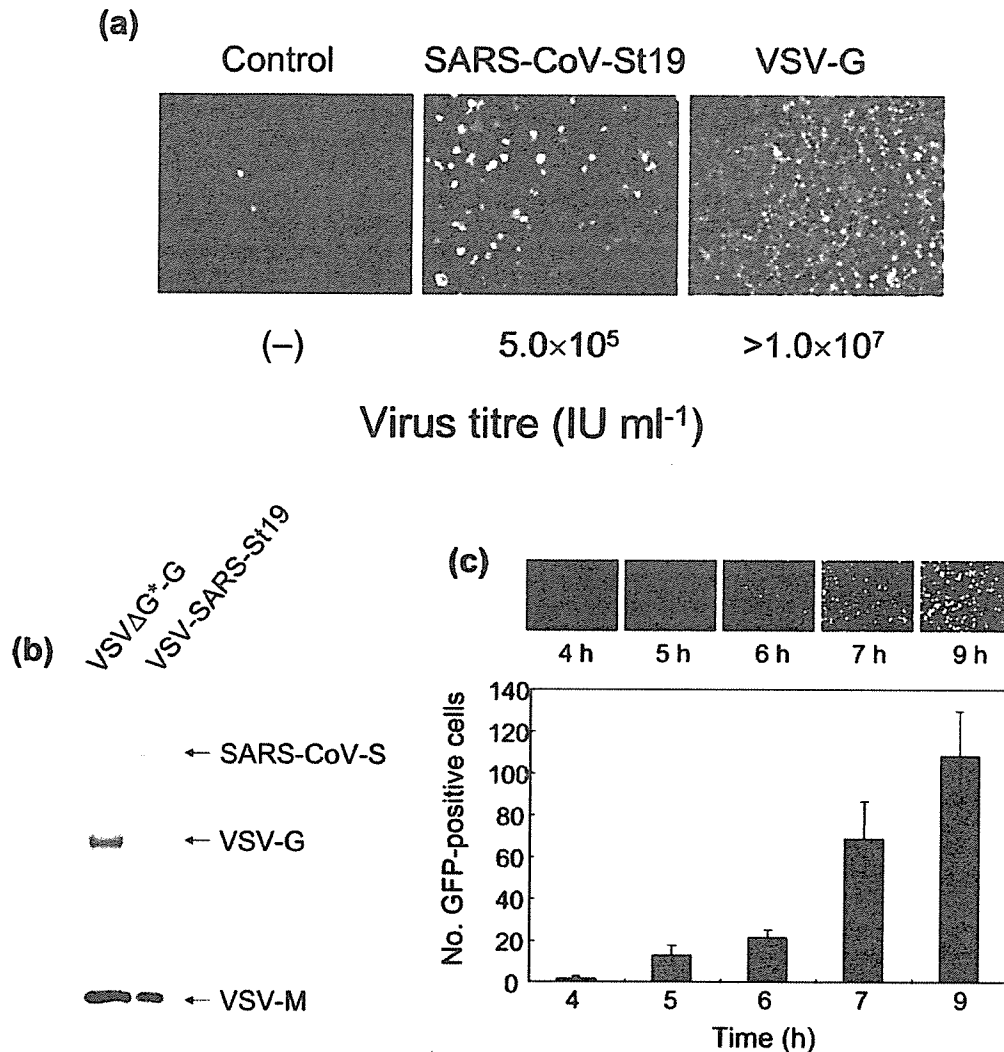 (a)
Control SARS-CoV-St19 VSV-G
(–) 5.0×10⁵ >1.0×10⁷
Virus titre (IU ml⁻¹)
(b)
VSVΔG*-G
VSV-SARS-St19
← SARS-CoV-S
← VSV-G
← VSV-M
(c)
4 h 5 h 6 h 7 h 9 h
No. GFP-positive cells
140
120
100
80
60
40
20
0
4 5 6 7 9
Time (h)